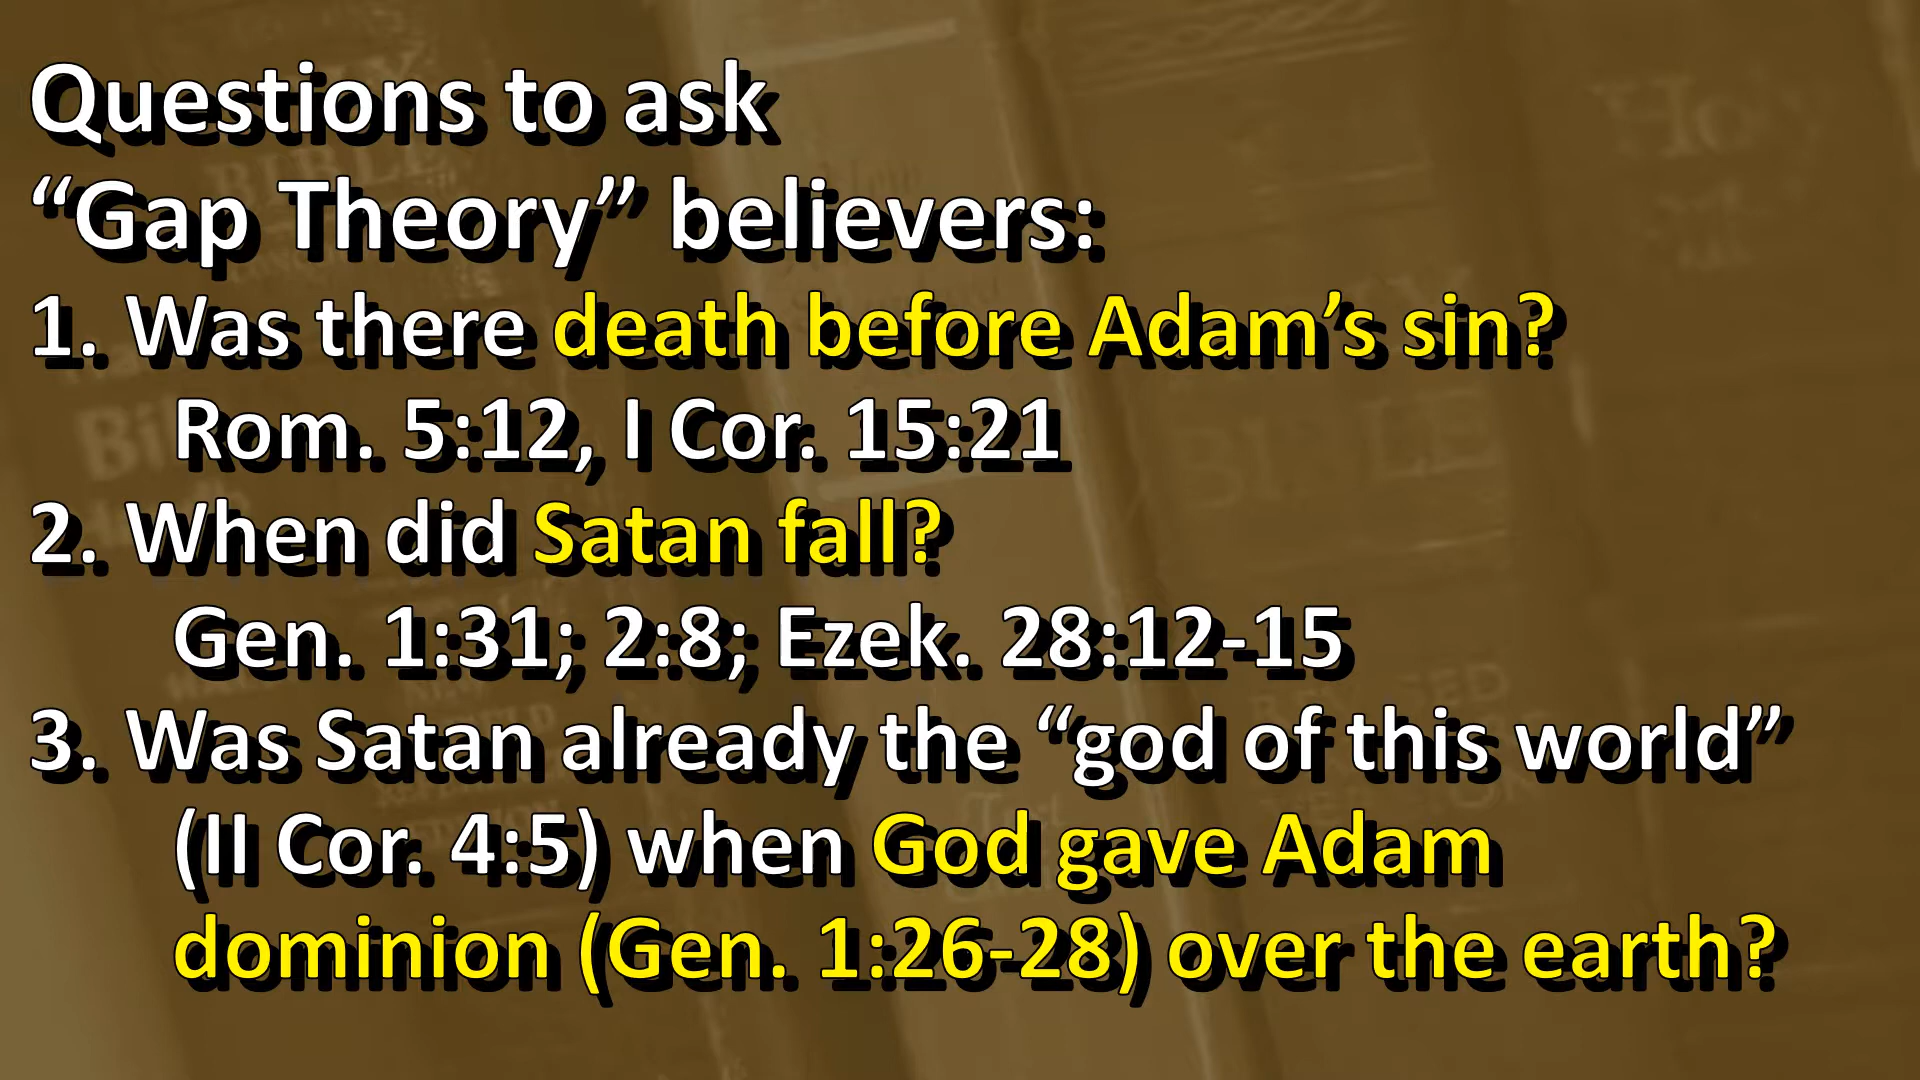 Questions to ask
“Gap Theory” believers:
1. Was there death before Adam’s sin?
Rom. 5:12, I Cor. 15:21
2. When did Satan fall?
Gen. 1:31; 2:8; Ezek. 28:12-15
3. Was Satan already the “god of this world”
(II Cor. 4:5) when God gave Adam
dominion (Gen. 1:26-28) over the earth?